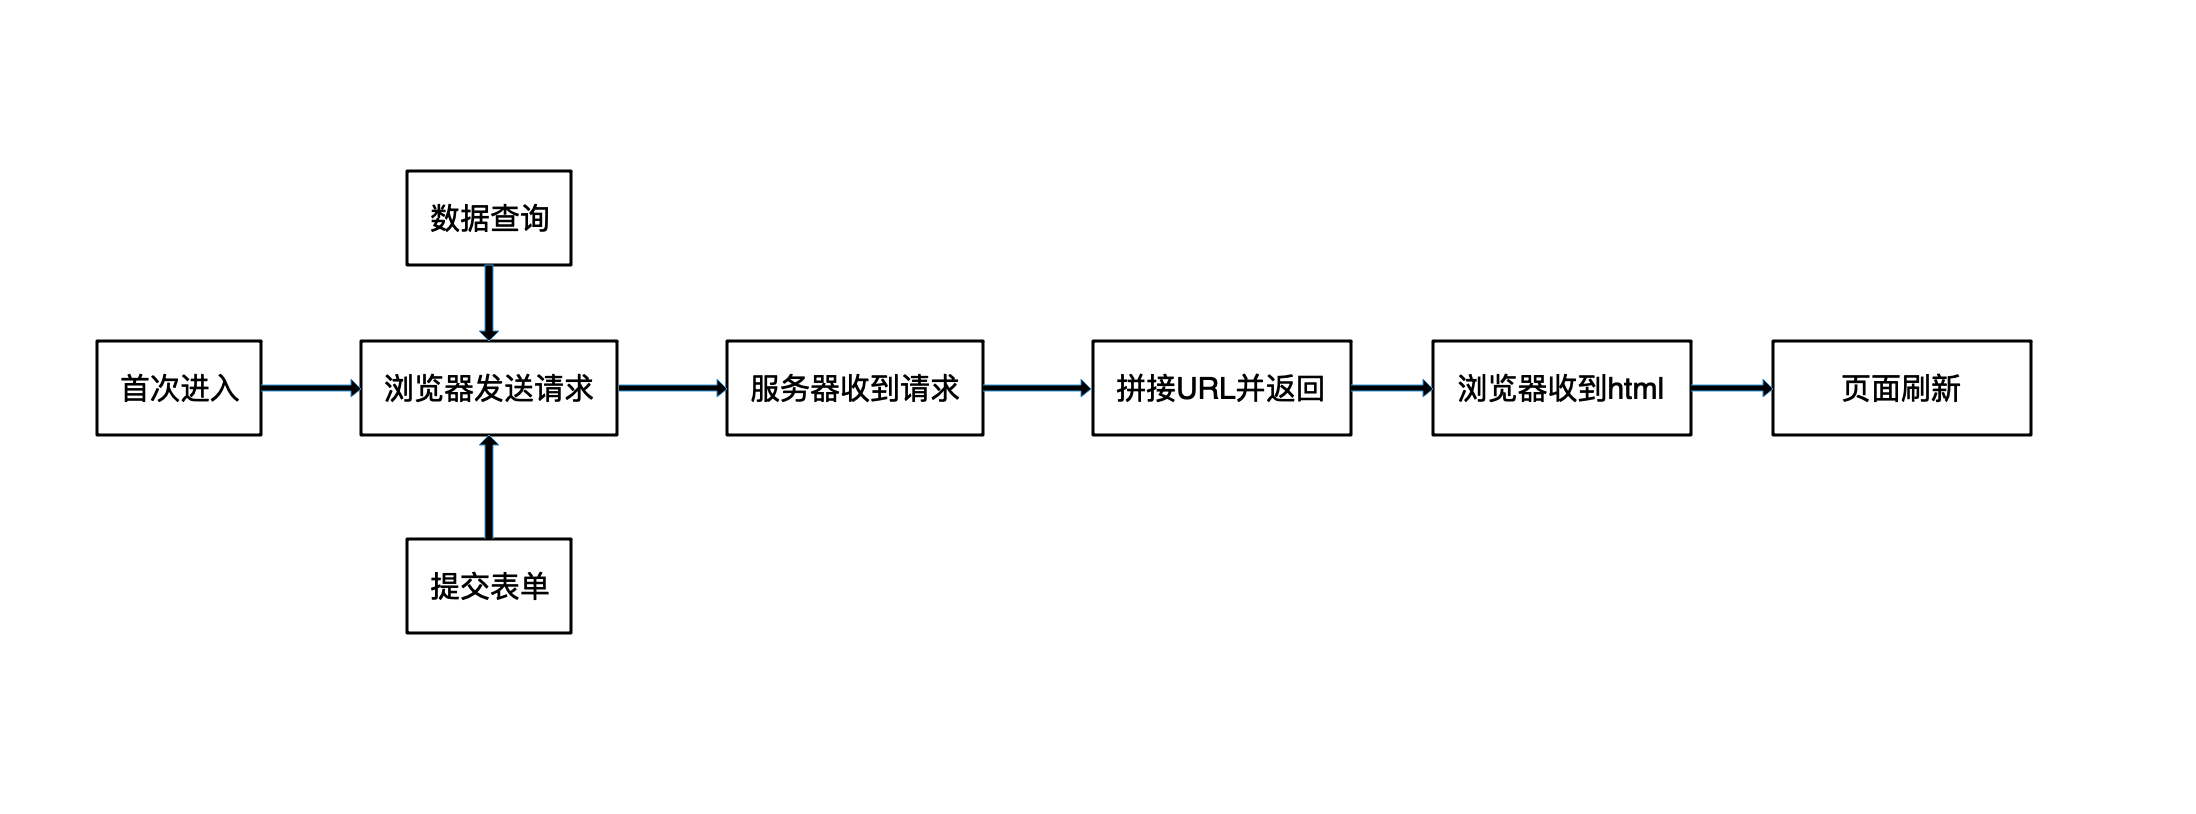 数据查询
首次进入
浏览器发送请求
服务器收到请求
拼接URL并返回
浏览器收到html
页面刷新
提交表单